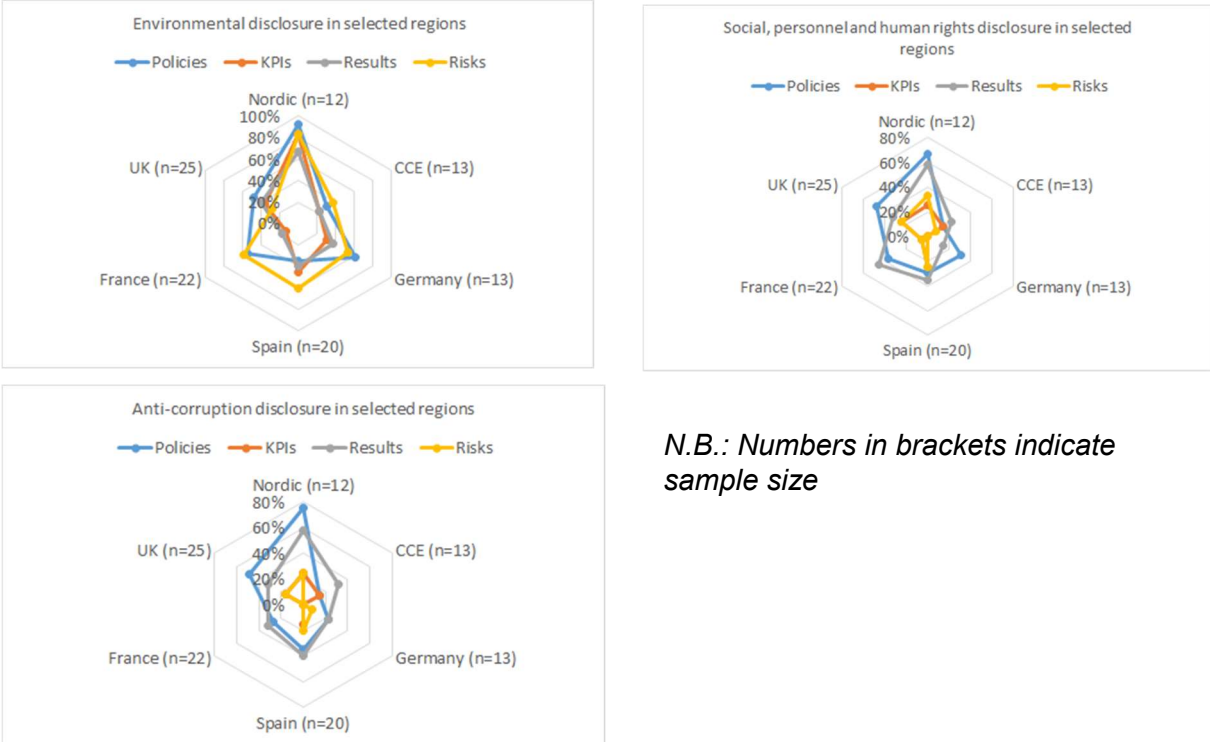 Environmental disclosure in selected regions
Policies KPIs Results Risks
Nordic (n=12)
100%
80%
60%
40%
20%
0%
CCE (n=13)
Germany (n=13)
Spain (n=20)
France (n=22)
UK (n=25)
Social, personnel and human rights disclosure in selected
regions
Policies KPIs Results Risks
Nordic (n=12)
80%
60%
40%
20%
0%
CCE (n=13)
Germany (n=13)
Spain (n=20)
France (n=22)
UK (n=25)
Anti-corruption disclosure in selected regions
Policies KPIs Results Risks
Nordic (n=12)
80%
60%
40%
20%
0%
CCE (n=13)
Germany (n=13)
Spain (n=20)
France (n=22)
UK (n=25)
N.B.: Numbers in brackets indicate
sample size